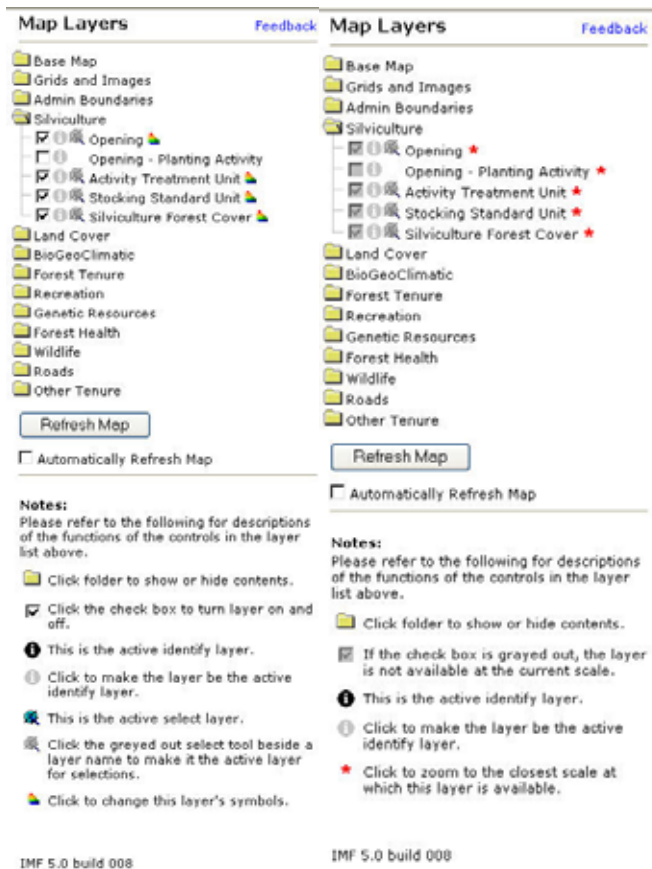 Map Layers
Feedback
Base Map
Grids and Images
Admin Boundaries
Silviculture
Opening
Opening - Planting Activity
Activity Treatment Unit
Stocking Standard Unit
Silviculture Forest Cover
Land Cover
BioGeoClimatic
Forest Tenure
Recreation
Genetic Resources
Forest Health
Wildlife
Roads
Other Tenure
Refresh Map
Automatically Refresh Map
Notes:
Please refer to the following for descriptions
of the functions of the controls in the layer
list above.
Click folder to show or hide contents.
Click the check box to turn layer on and
off.
This is the active identify layer.
Click to make the layer be the active
identify layer.
This is the active select layer.
Click the greyed out select tool beside a
layer name to make it the active layer
for selections.
Click to change this layer's symbols.
IMF 5.0 build 008
Map Layers
Feedback
Base Map
Grids and Images
Admin Boundaries
Silviculture
Opening *
Opening - Planting Activity *
Activity Treatment Unit *
Stocking Standard Unit *
Silviculture Forest Cover *
Land Cover
BioGeoClimatic
Forest Tenure
Recreation
Genetic Resources
Forest Health
Wildlife
Roads
Other Tenure
Refresh Map
Automatically Refresh Map
Notes:
Please refer to the following for descriptions
of the functions of the controls in the layer
list above.
Click folder to show or hide contents.
If the check box is grayed out, the layer
is not available at the current scale.
This is the active identify layer.
Click to make the layer be the active
identify layer.
* Click to zoom to the closest scale at
which this layer is available.
IMF 5.0 build 008